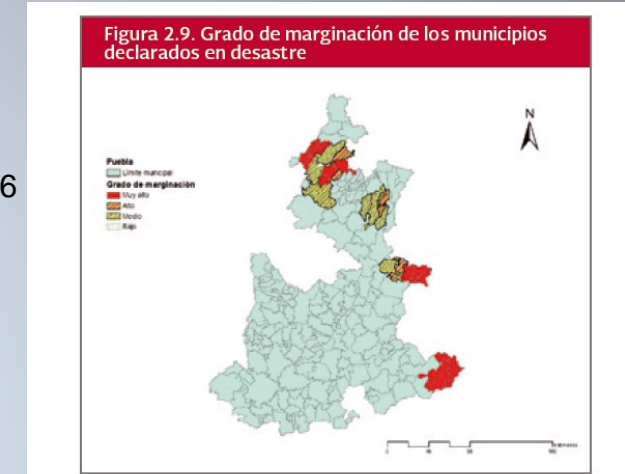 Figura 2.9. Grado de marginación de los municipios
declarados en desastre
N
6
Puebla
Límite municipal
Grado de marginación
Muy alto
Alto
Medio
Bajo